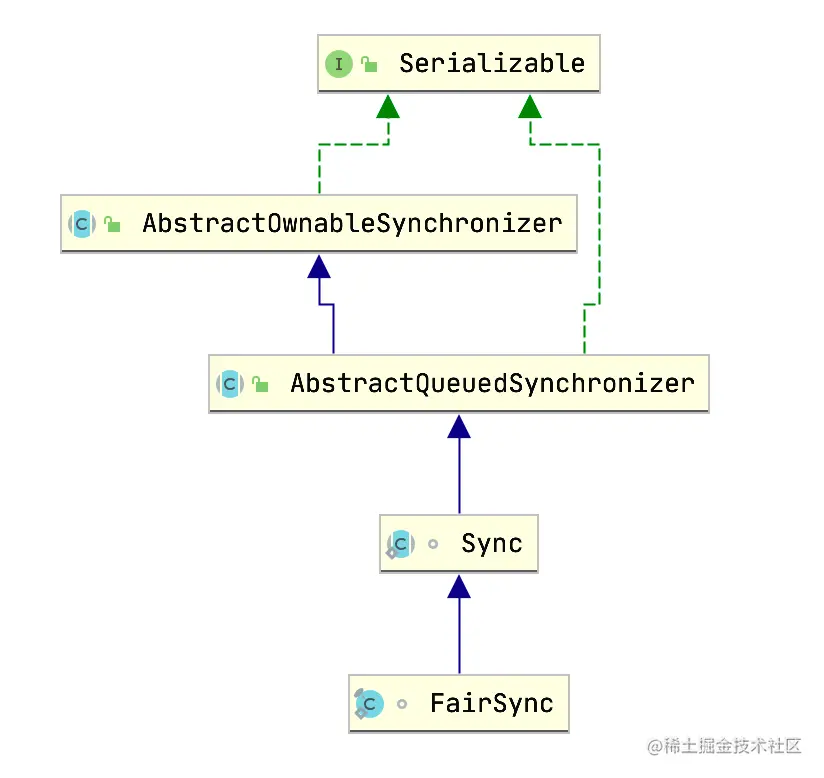 I Serializable
C AbstractOwnableSynchronizer
C AbstractQueuedSynchronizer
C Sync
C FairSync
@稀土掘金技术社区